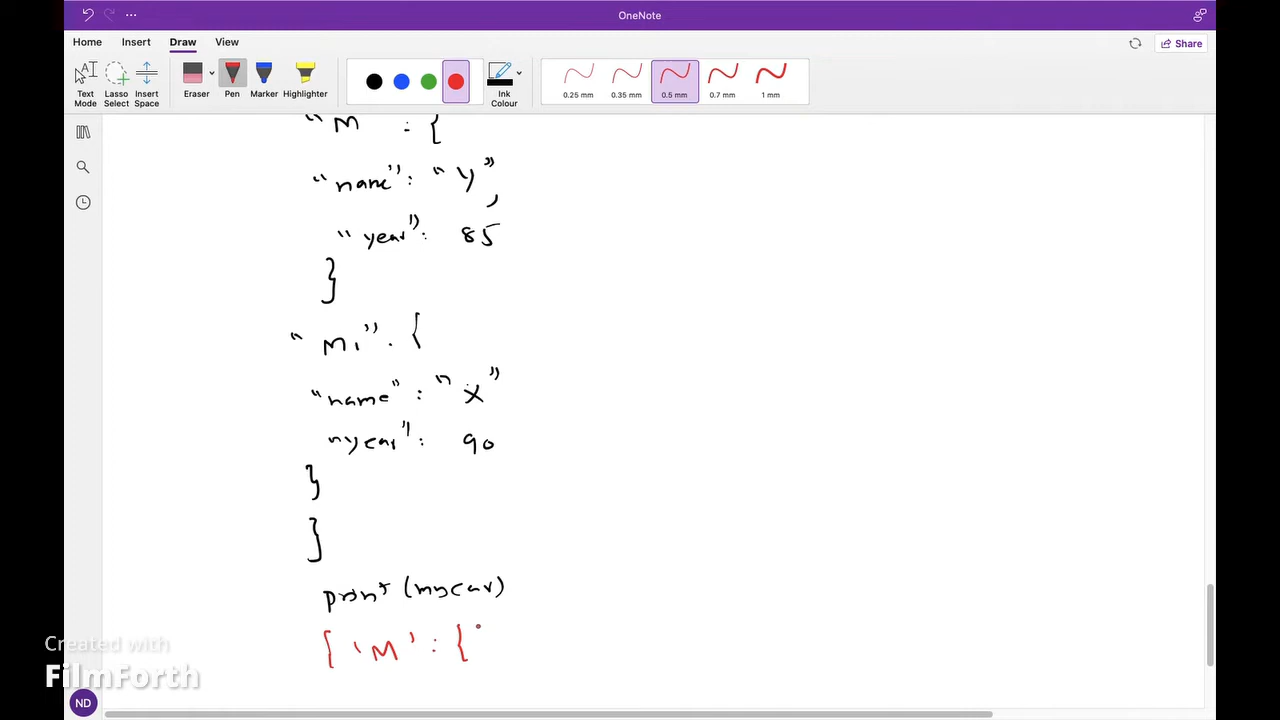 OneNote
Home Insert Draw View
Share
Text Mode Lasso Select Insert Space Eraser Pen Marker Highlighter Ink Colour 0.25 mm 0.35 mm 0.5 mm 0.7 mm 1 mm
"M : {
"name": "Y",
"year": 85
}
"M1": {
"name": "X"
"year": 90
}
}
print (mycar)
{ 'M' : {
Created with
FilmForth
ND